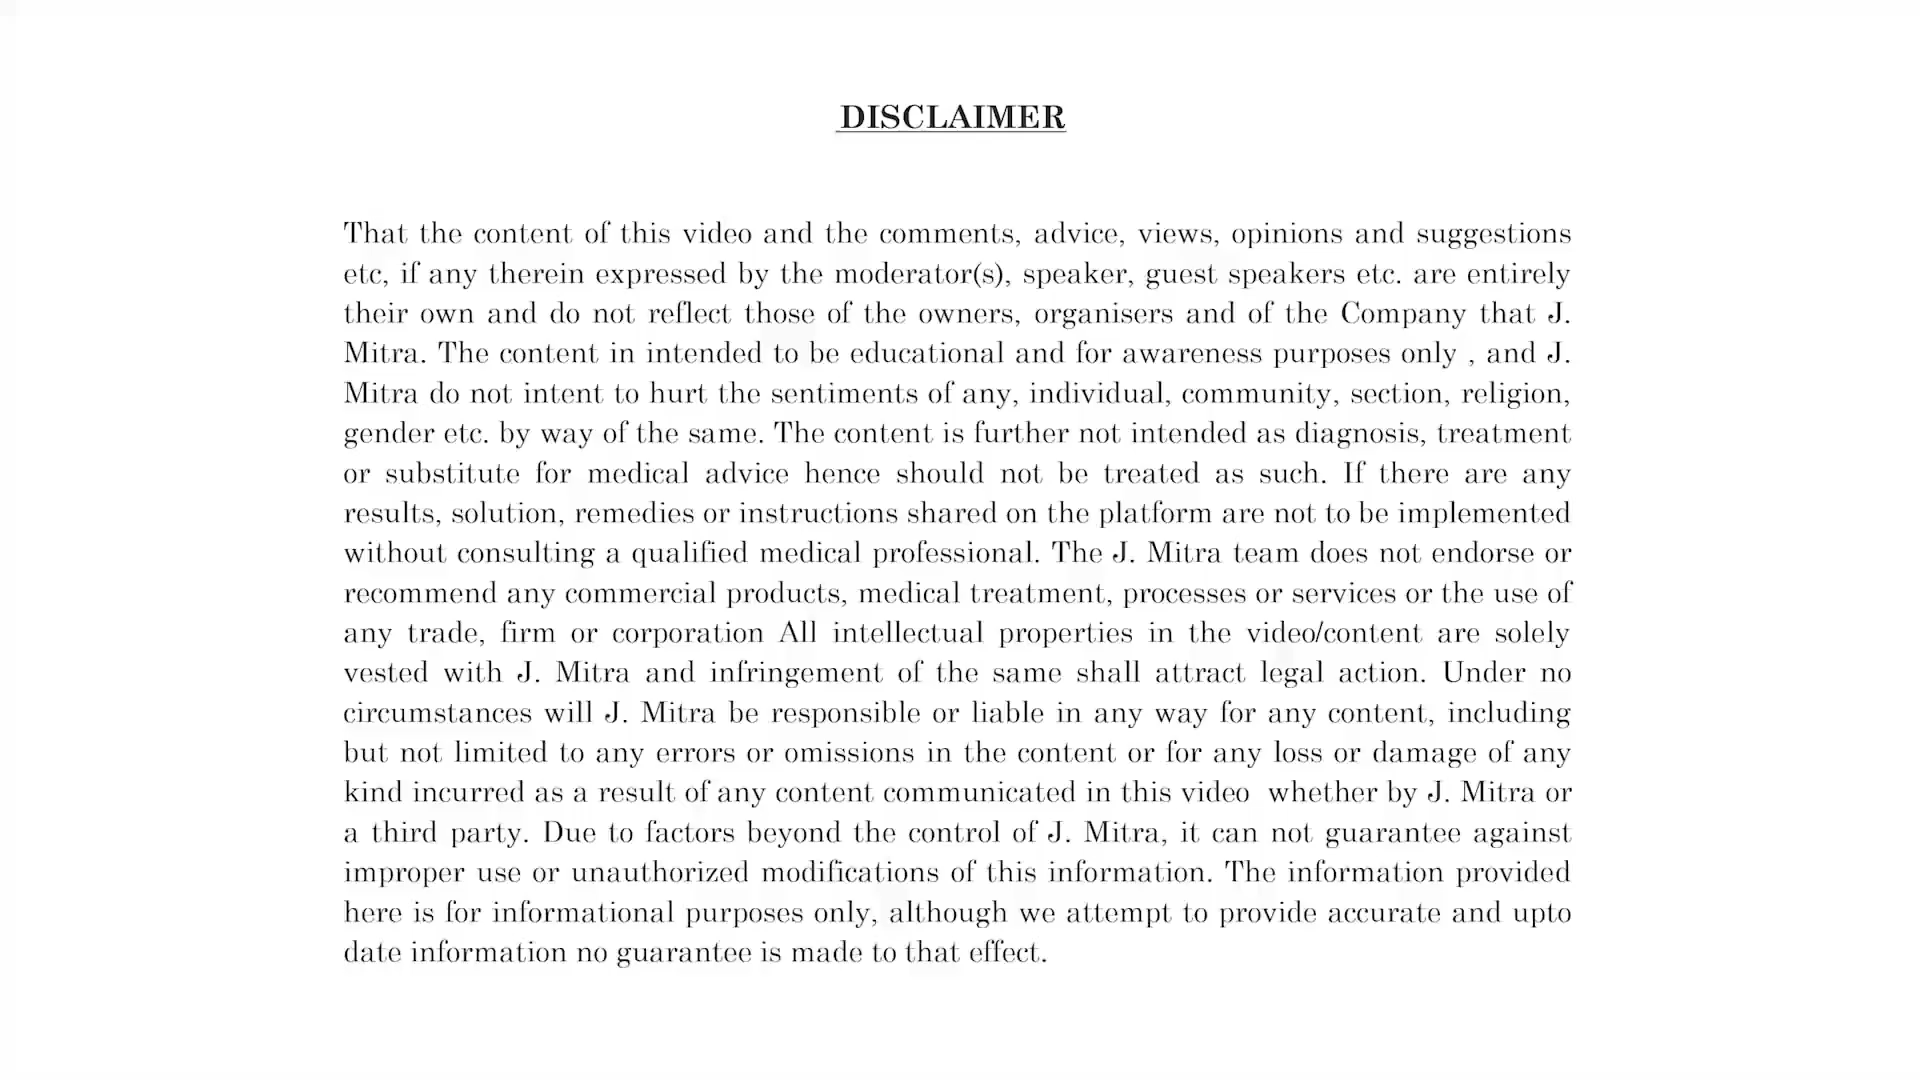 DISCLAIMER
That the content of this video and the comments, advice, views, opinions and suggestions
etc, if any therein expressed by the moderator(s), speaker, guest speakers etc. are entirely
their own and do not reflect those of the owners, organisers and of the Company that J.
Mitra. The content in intended to be educational and for awareness purposes only , and J.
Mitra do not intent to hurt the sentiments of any, individual, community, section, religion,
gender etc. by way of the same. The content is further not intended as diagnosis, treatment
or substitute for medical advice hence should not be treated as such. If there are any
results, solution, remedies or instructions shared on the platform are not to be implemented
without consulting a qualified medical professional. The J. Mitra team does not endorse or
recommend any commercial products, medical treatment, processes or services or the use of
any trade, firm or corporation All intellectual properties in the video/content are solely
vested with J. Mitra and infringement of the same shall attract legal action. Under no
circumstances will J. Mitra be responsible or liable in any way for any content, including
but not limited to any errors or omissions in the content or for any loss or damage of any
kind incurred as a result of any content communicated in this video  whether by J. Mitra or
a third party. Due to factors beyond the control of J. Mitra, it can not guarantee against
improper use or unauthorized modifications of this information. The information provided
here is for informational purposes only, although we attempt to provide accurate and upto
date information no guarantee is made to that effect.